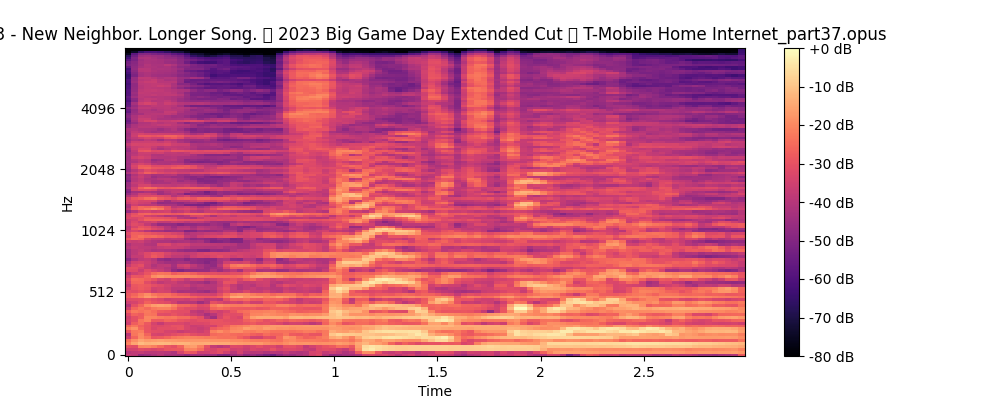 3 - New Neighbor. Longer Song. 2023 Big Game Day Extended Cut T-Mobile Home Internet_part37.opus
+0 dB
-10 dB
-20 dB
-30 dB
-40 dB
-50 dB
-60 dB
-70 dB
-80 dB
Hz
4096
2048
1024
512
0
0 0.5 1 1.5 2 2.5
Time